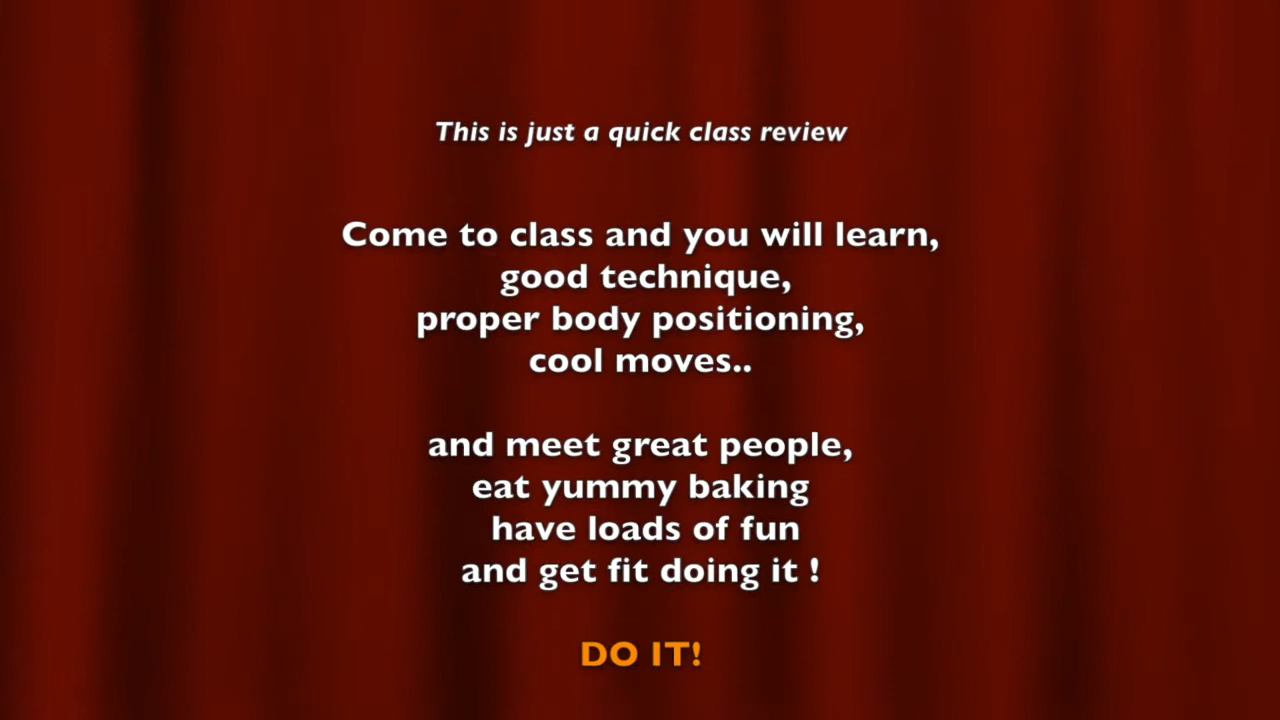 This is just a quick class review
Come to class and you will learn,
good technique,
proper body positioning,
cool moves..
and meet great people,
eat yummy baking
have loads of fun
and get fit doing it !
DO IT!